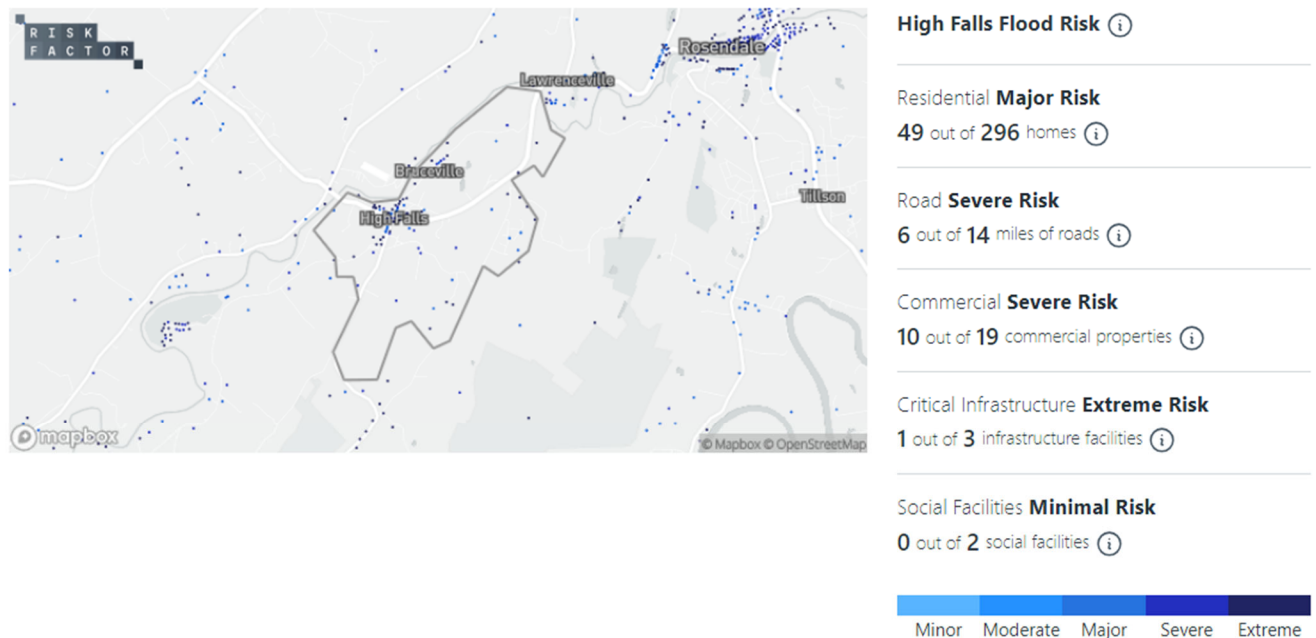 RISK
FACTOR
Rosendale
Lawrenceville
Bruceville
Tillson
High Falls
mapbox
© Mapbox © OpenStreetMap
High Falls Flood Risk
Residential Major Risk
49 out of 296 homes
Road Severe Risk
6 out of 14 miles of roads
Commercial Severe Risk
10 out of 19 commercial properties
Critical Infrastructure Extreme Risk
1 out of 3 infrastructure facilities
Social Facilities Minimal Risk
0 out of 2 social facilities
Minor Moderate Major Severe Extreme